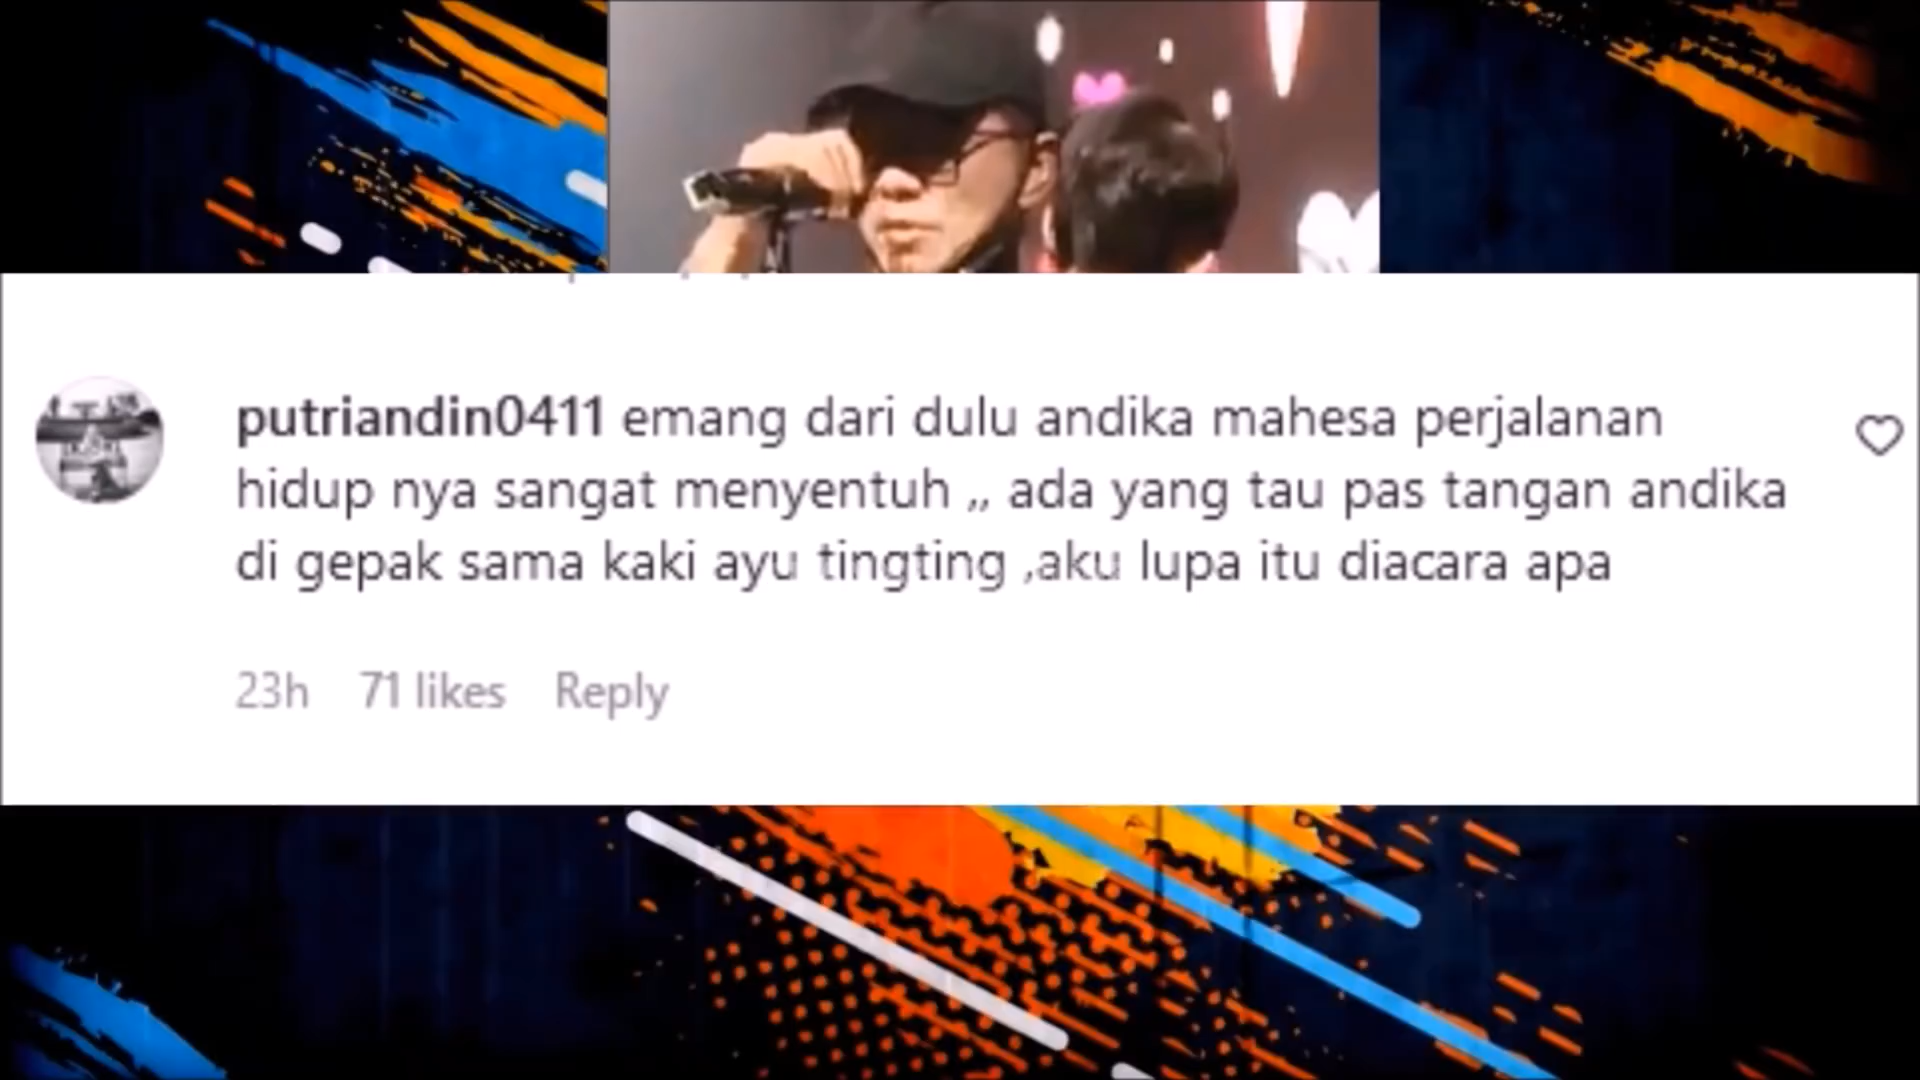 putriandin0411 emang dari dulu andika mahesa perjalanan
hidup nya sangat menyentuh ,, ada yang tau pas tangan andika
di gepak sama kaki ayu tingting ,aku lupa itu diacara apa
23h 71 likes Reply